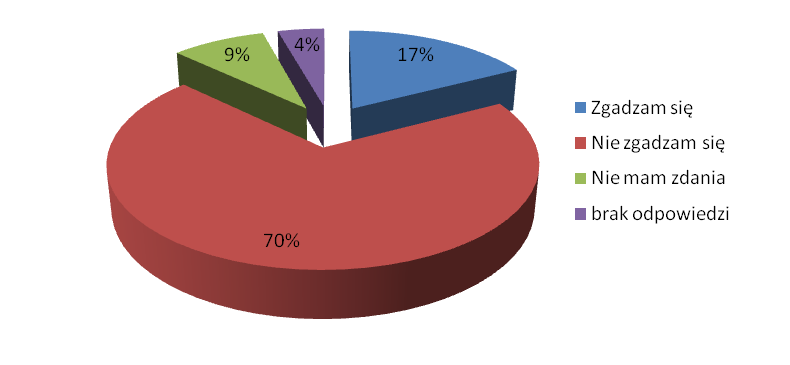 9%
4%
17%
70%
Zgadzam się
Nie zgadzam się
Nie mam zdania
brak odpowiedzi